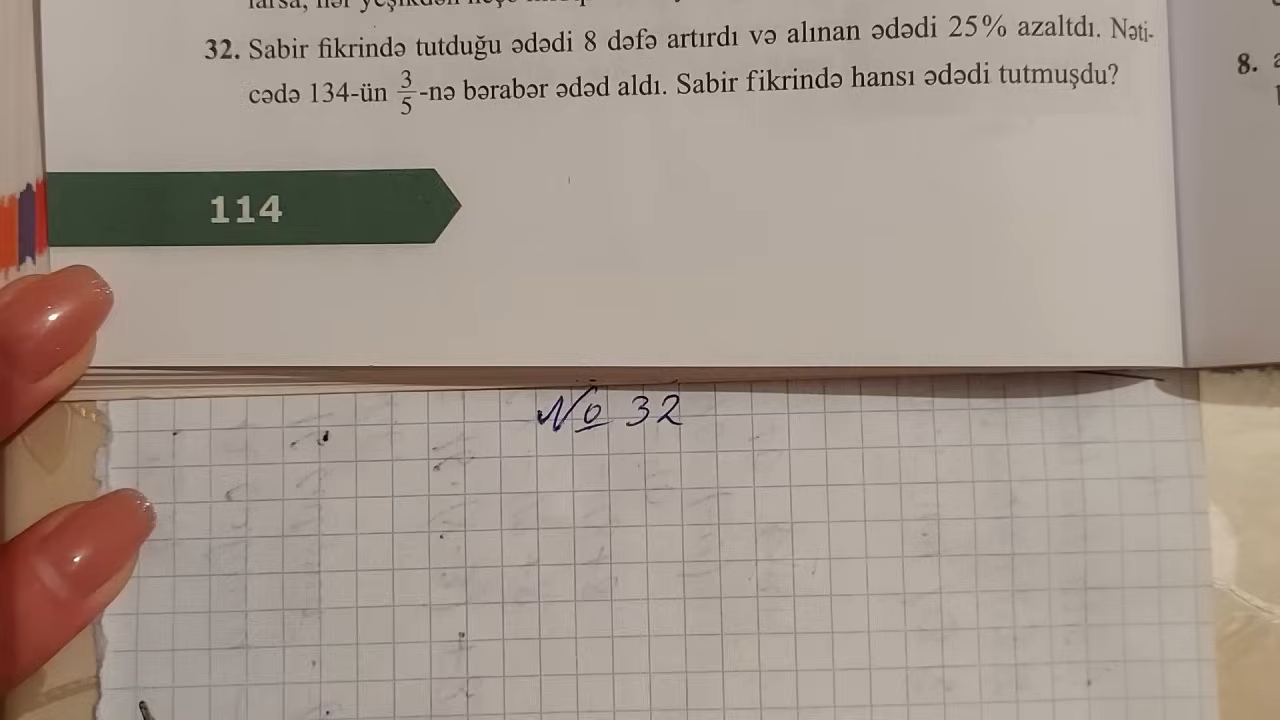 32. Sabir fikrində tutduğu ədədi 8 dəfə artırdı və alınan ədədi 25% azaltdı. Nəti-
cədə 134-ün 3/5-nə bərabər ədəd aldı. Sabir fikrində hansı ədədi tutmuşdu?
8.
114
№ 32